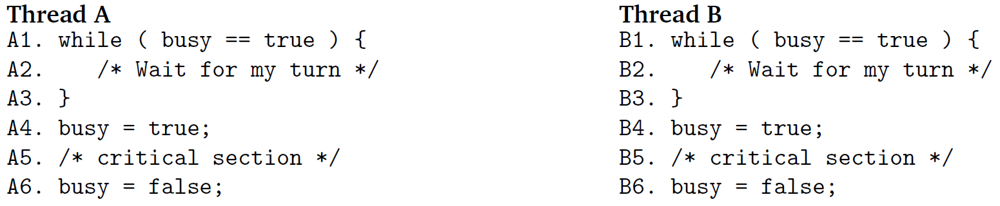 Thread A
A1. while ( busy == true ) {
A2.    /* Wait for my turn */
A3. }
A4. busy = true;
A5. /* critical section */
A6. busy = false;
Thread B
B1. while ( busy == true ) {
B2.    /* Wait for my turn */
B3. }
B4. busy = true;
B5. /* critical section */
B6. busy = false;